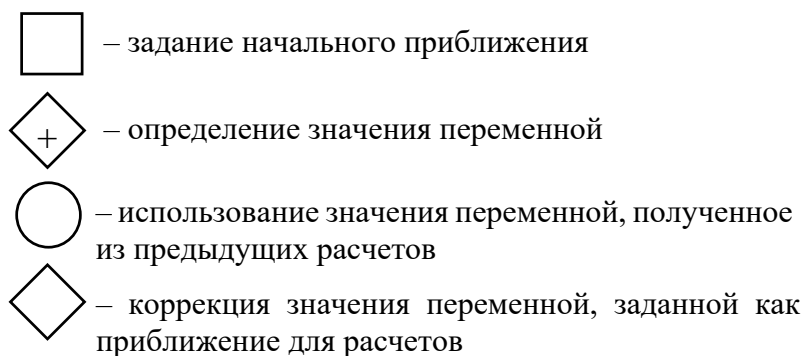 – задание начального приближения
+ – определение значения переменной
– использование значения переменной, полученное
из предыдущих расчетов
– коррекция значения переменной, заданной как
приближение для расчетов